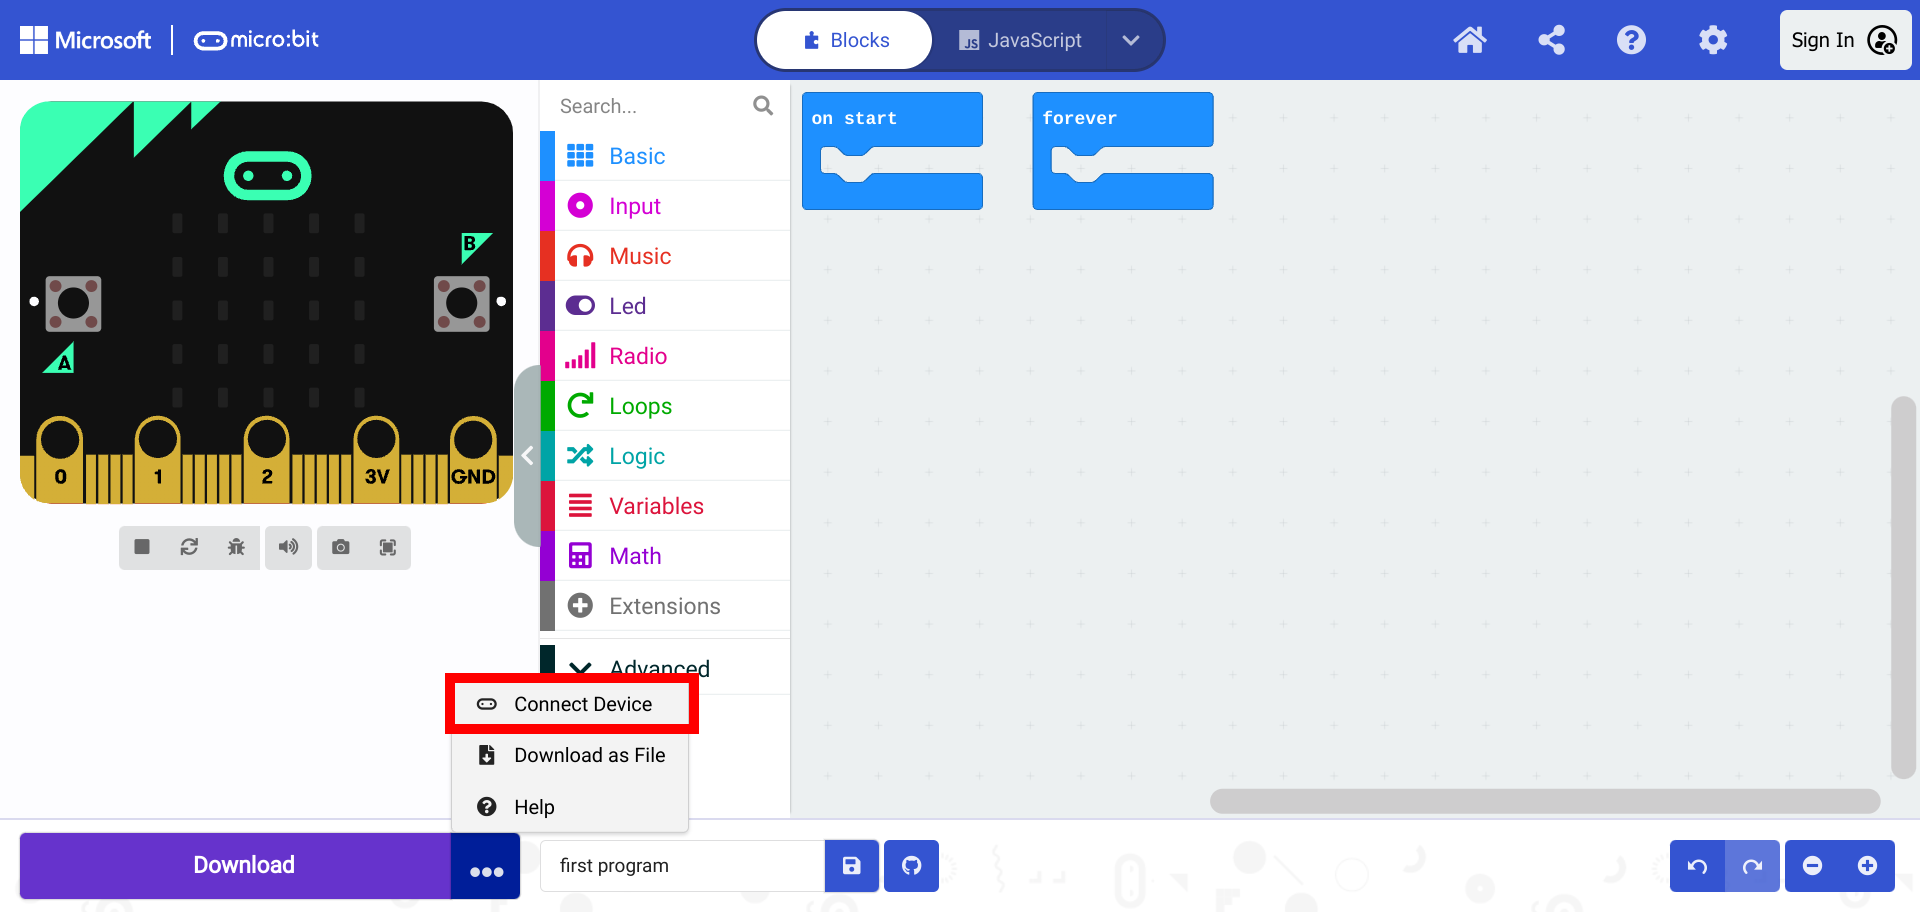 Microsoft
micro:bit
Blocks
JS JavaScript
Sign In
Search...
Basic
Input
Music
Led
Radio
Loops
Logic
Variables
Math
Extensions
Advanced
on start
forever
B
A
0
1
2
3V
GND
Connect Device
Download as File
Help
Download
first program